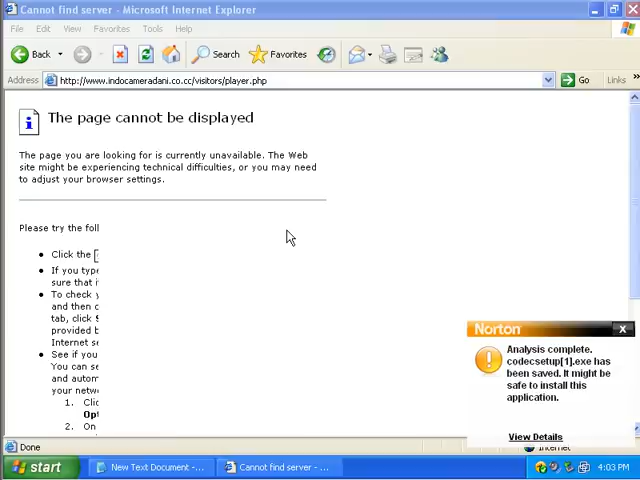 Cannot find server - Microsoft Internet Explorer
File Edit View Favorites Tools Help
Back Search Favorites
Address http://www.indocameradani.co.cc/visitors/player.php Go Links »
The page cannot be displayed
The page you are looking for is currently unavailable. The Web
site might be experiencing technical difficulties, or you may need
to adjust your browser settings.
Please try the foll
Click the
If you type
sure that i
To check y
and then c
tab, click S
provided b
Internet se
See if you
You can se
and autom
your netw
1. Clic
Opt
2. On
Norton
Analysis complete.
codecsetup[1].exe has
been saved. It might be
safe to install this
application.
View Details
Done Internet
start New Text Document -... Cannot find server - ... 4:03 PM